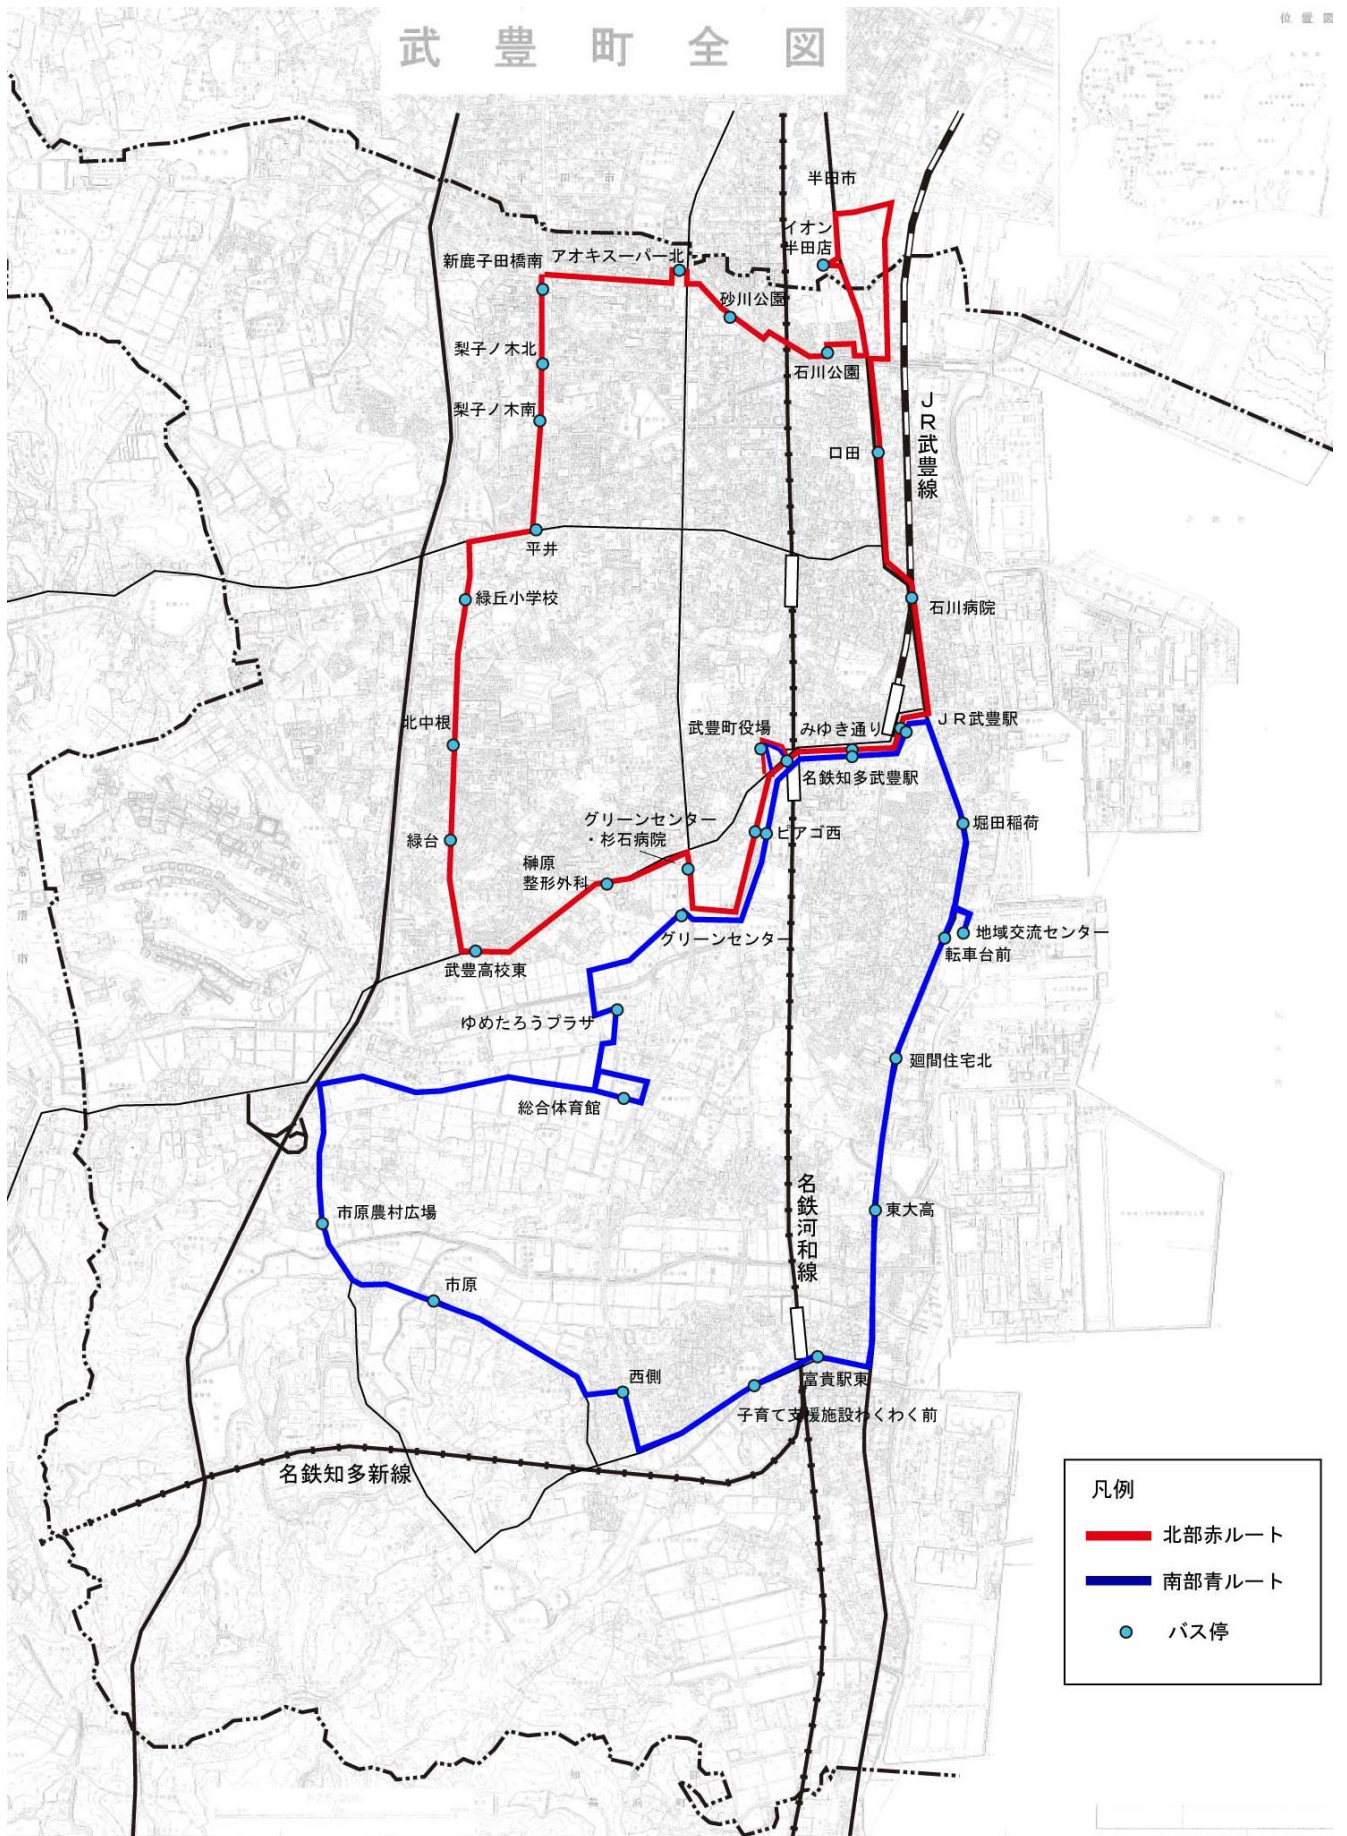 武豊町全図
位置図
半田市
イオン
半田店
アオキスーパー北
新鹿子田橋南
砂川公園
梨子ノ木北
石川公園
梨子ノ木南
JR武豊線
口田
平井
緑丘小学校
石川病院
北中根
武豊町役場
みゆき通り
JR武豊駅
名鉄知多武豊駅
グリーンセンター
・杉石病院
ピアゴ西
堀田稲荷
緑台
榊原
整形外科
グリーンセンター
地域交流センター
転車台前
武豊高校東
ゆめたろうプラザ
廻間住宅北
総合体育館
名鉄河和線
東大高
市原農村広場
市原
西側
富貴駅東
子育て支援施設わくわく前
名鉄知多新線
凡例
北部赤ルート
南部青ルート
バス停